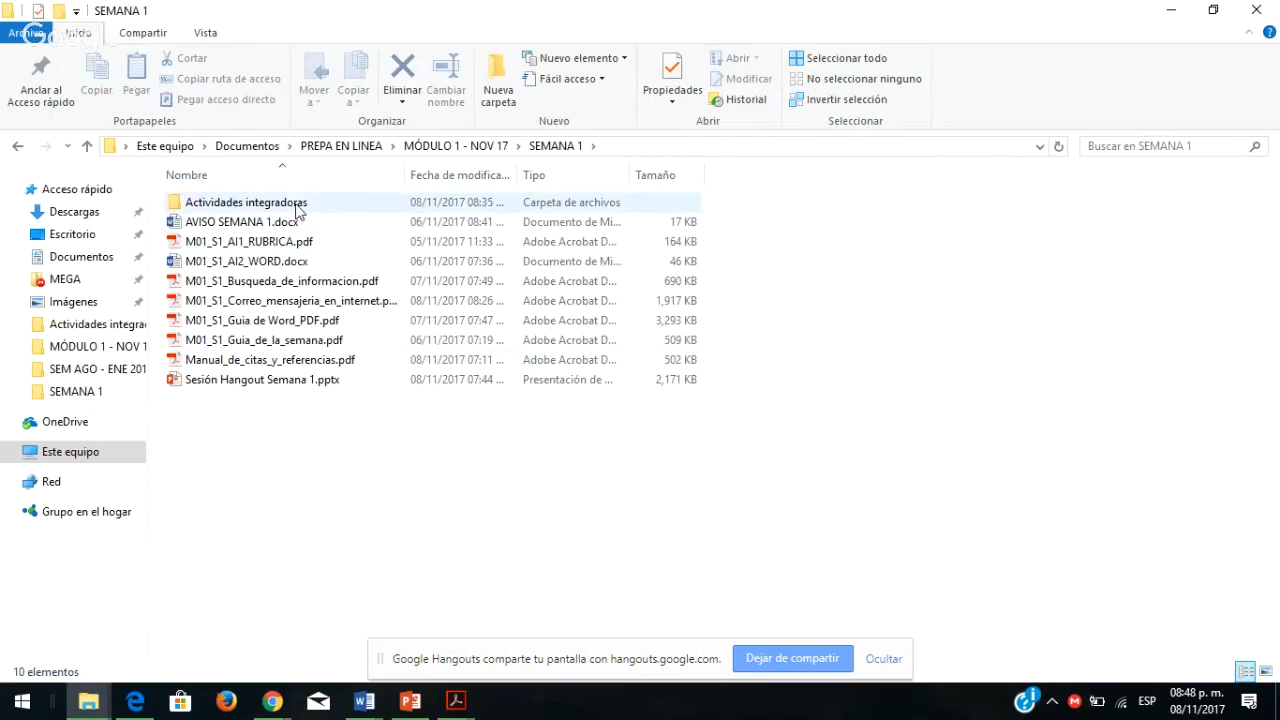 SEMANA 1
Archivo Inicio Compartir Vista
Google
Anclar al Acceso rápido
Copiar
Pegar
Cortar
Copiar ruta de acceso
Pegar acceso directo
Portapapeles
Mover a
Copiar a
Eliminar
Cambiar nombre
Organizar
Nueva carpeta
Nuevo elemento
Fácil acceso
Nuevo
Propiedades
Abrir
Modificar
Historial
Abrir
Seleccionar todo
No seleccionar ninguno
Invertir selección
Seleccionar
Este equipo > Documentos > PREPA EN LINEA > MÓDULO 1 - NOV 17 > SEMANA 1 >
Buscar en SEMANA 1
Acceso rápido
Descargas
Escritorio
Documentos
MEGA
Imágenes
Actividades integra
MÓDULO 1 - NOV 1
SEM AGO - ENE 201
SEMANA 1
OneDrive
Este equipo
Red
Grupo en el hogar
Nombre Fecha de modifica... Tipo Tamaño
Actividades integradoras 08/11/2017 08:35 ... Carpeta de archivos
AVISO SEMANA 1.docx 06/11/2017 08:41 ... Documento de Mi... 17 KB
M01_S1_AI1_RUBRICA.pdf 05/11/2017 11:33 ... Adobe Acrobat D... 164 KB
M01_S1_AI2_WORD.docx 06/11/2017 07:36 ... Documento de Mi... 46 KB
M01_S1_Busqueda_de_informacion.pdf 07/11/2017 07:49 ... Adobe Acrobat D... 690 KB
M01_S1_Correo_mensajeria_en_internet.p... 08/11/2017 08:26 ... Adobe Acrobat D... 1,917 KB
M01_S1_Guia de Word_PDF.pdf 07/11/2017 07:47 ... Adobe Acrobat D... 3,293 KB
M01_S1_Guia_de_la_semana.pdf 06/11/2017 07:19 ... Adobe Acrobat D... 509 KB
Manual_de_citas_y_referencias.pdf 08/11/2017 07:11 ... Adobe Acrobat D... 502 KB
Sesión Hangout Semana 1.pptx 08/11/2017 07:44 ... Presentación de ... 2,171 KB
Google Hangouts comparte tu pantalla con hangouts.google.com. Dejar de compartir Ocultar
10 elementos
ESP
08:48 p. m.
08/11/2017